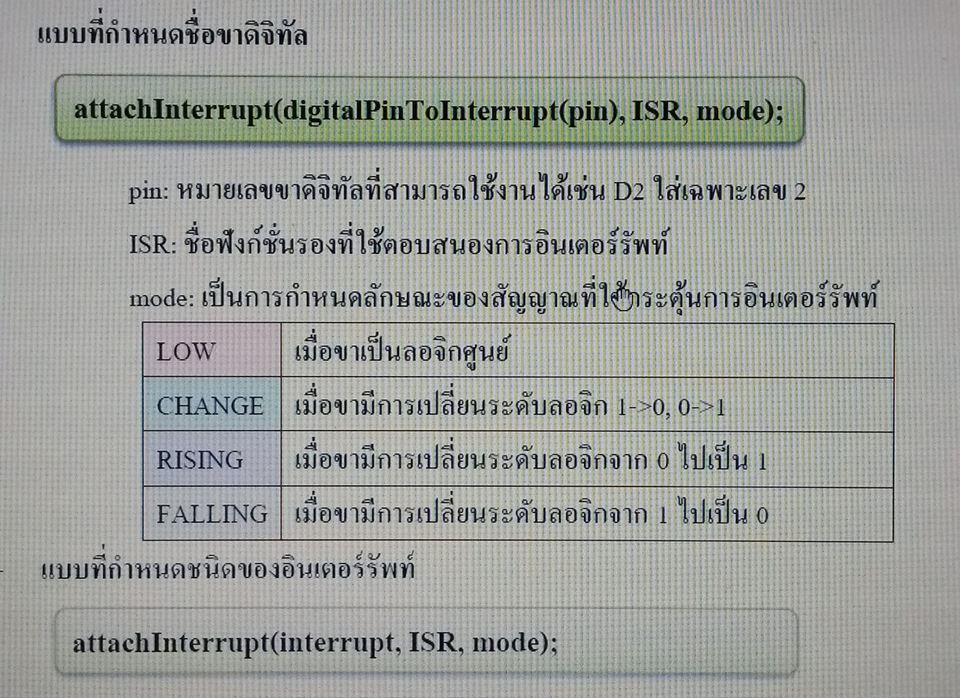 แบบที่กำหนดชื่อขาดิจิทัล
attachInterrupt(digitalPinToInterrupt(pin), ISR, mode);
pin: หมายเลขขาดิจิทัลที่สามารถใช้งานได้เช่น D2 ใส่เฉพาะเลข 2
ISR: ชื่อฟังก์ชั่นรองที่ใช้ตอบสนองการอินเตอร์รัพท์
mode: เป็นการกำหนดลักษณะของสัญญาณที่ใช้กระตุ้นการอินเตอร์รัพท์
LOW เมื่อขาเป็นลอจิกศูนย์
CHANGE เมื่อขามีการเปลี่ยนระดับลอจิก 1->0, 0->1
RISING เมื่อขามีการเปลี่ยนระดับลอจิกจาก 0 ไปเป็น 1
FALLING เมื่อขามีการเปลี่ยนระดับลอจิกจาก 1 ไปเป็น 0
แบบที่กำหนดชนิดของอินเตอร์รัพท์
attachInterrupt(interrupt, ISR, mode);